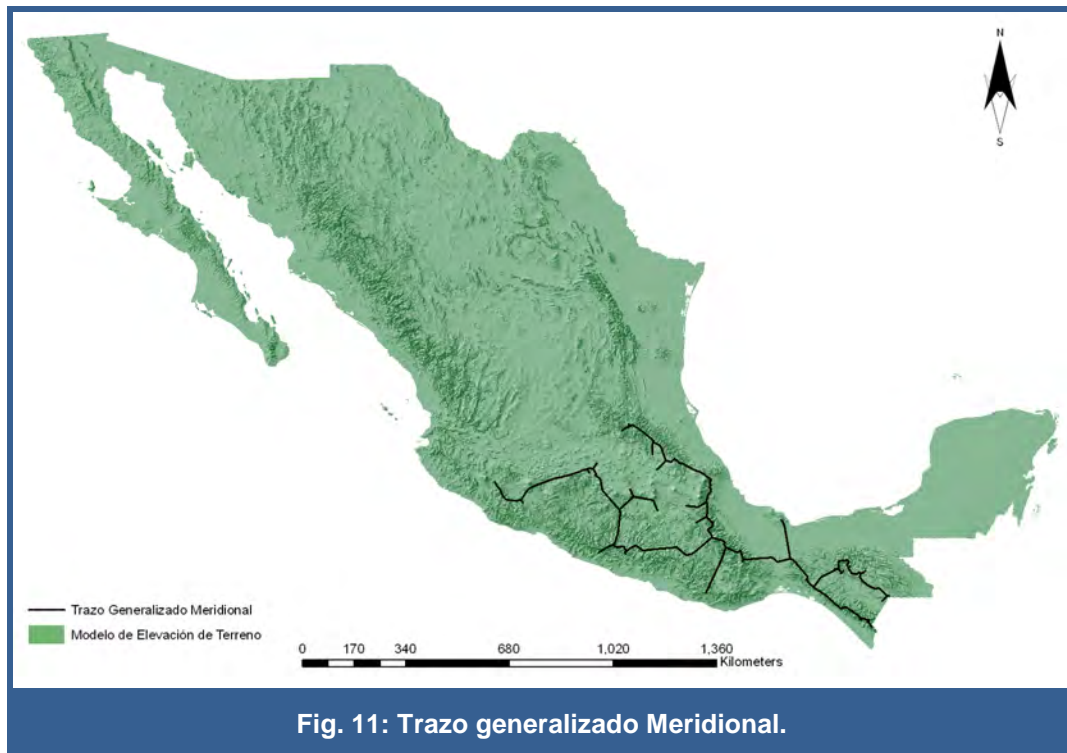 N
S
Trazo Generalizado Meridional
Modelo de Elevación de Terreno
0 170 340 680 1,020 1,360
Kilometers
Fig. 11: Trazo generalizado Meridional.